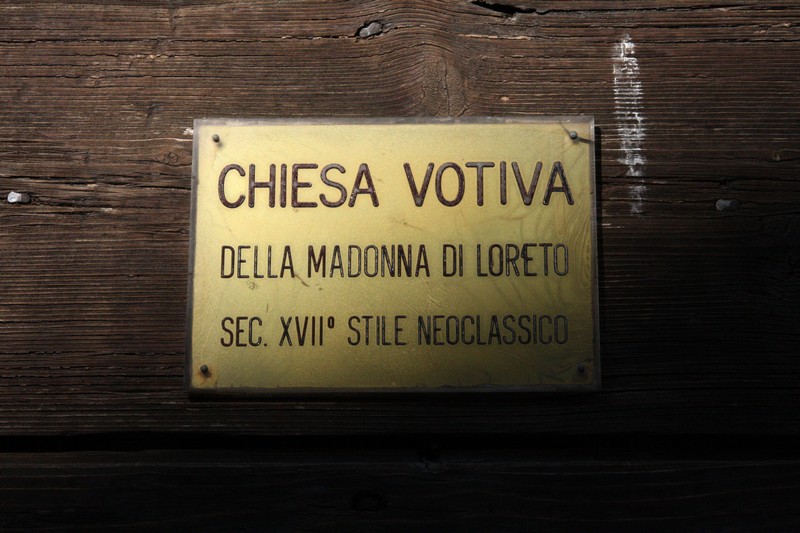 CHIESA VOTIVA
DELLA MADONNA DI LORETO
SEC. XVII° STILE NEOCLASSICO